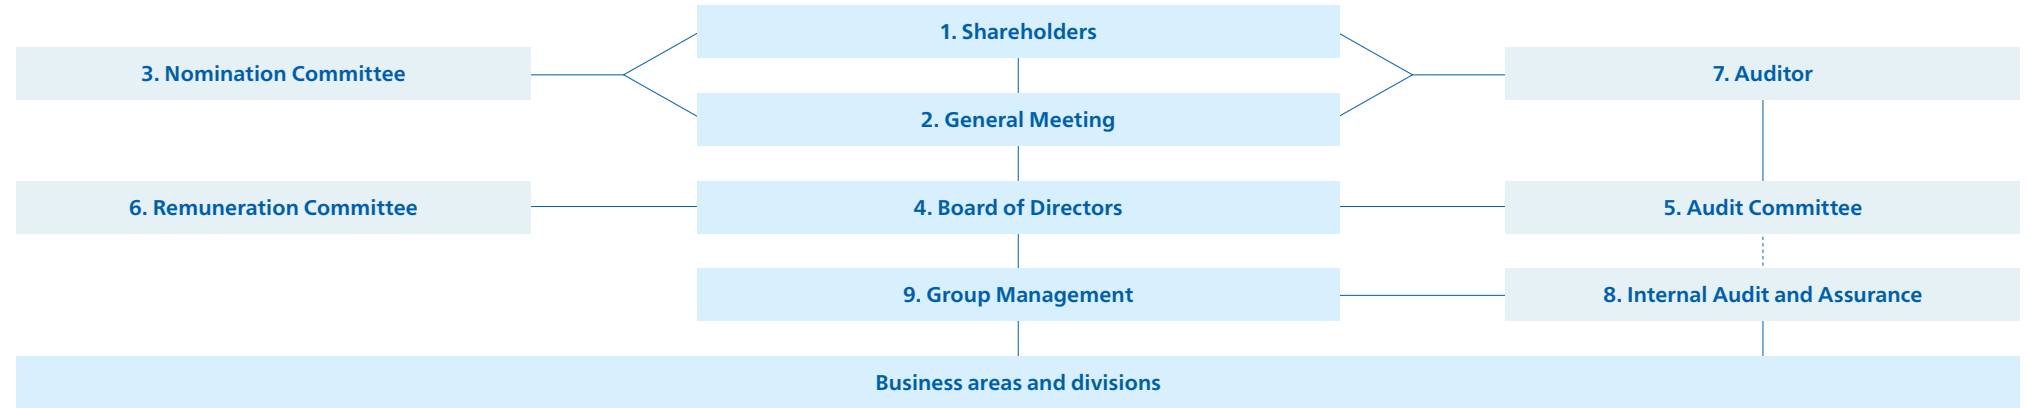 1. Shareholders
3. Nomination Committee
7. Auditor
2. General Meeting
6. Remuneration Committee
4. Board of Directors
5. Audit Committee
9. Group Management
8. Internal Audit and Assurance
Business areas and divisions